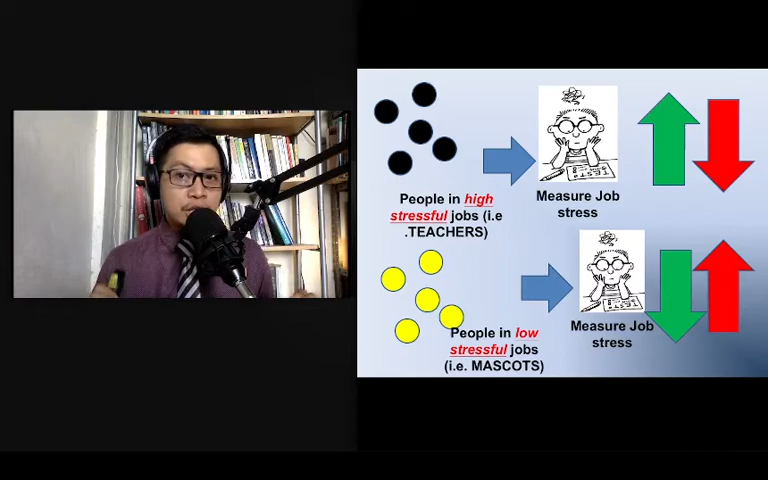 People in high
stressful jobs (i.e
.TEACHERS)
Measure Job
stress
People in low
stressful jobs
(i.e. MASCOTS)
Measure Job
stress